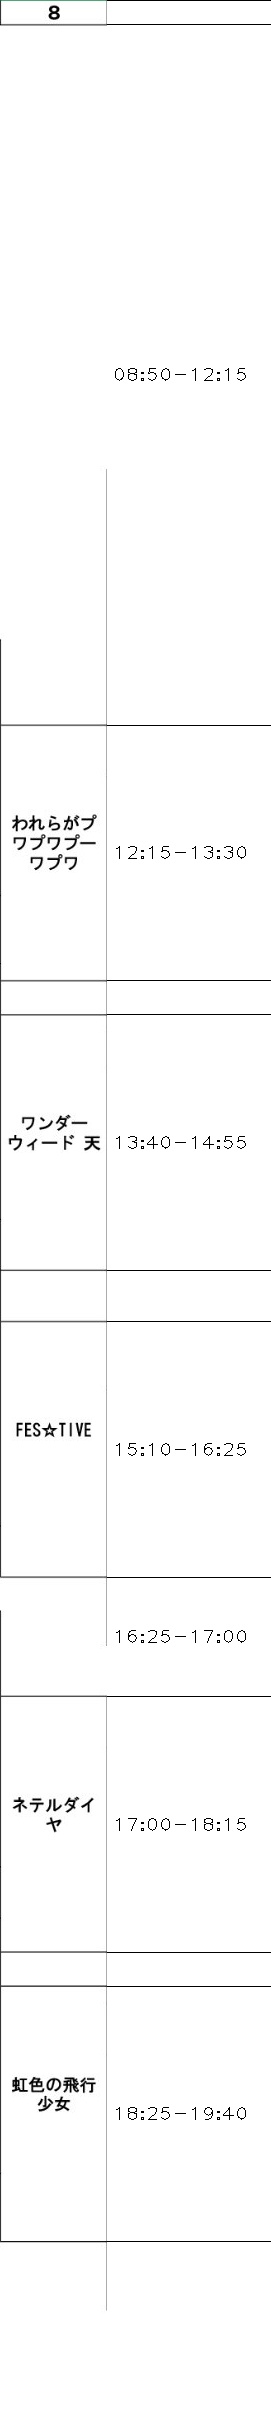 8
08:50-12:15
われらがプ
ワプワプー
ワプワ
12:15-13:30
ワンダー
ウィード 天
13:40-14:55
FES☆TIVE
15:10-16:25
16:25-17:00
ネテルダイ
ヤ
17:00-18:15
虹色の飛行
少女
18:25-19:40